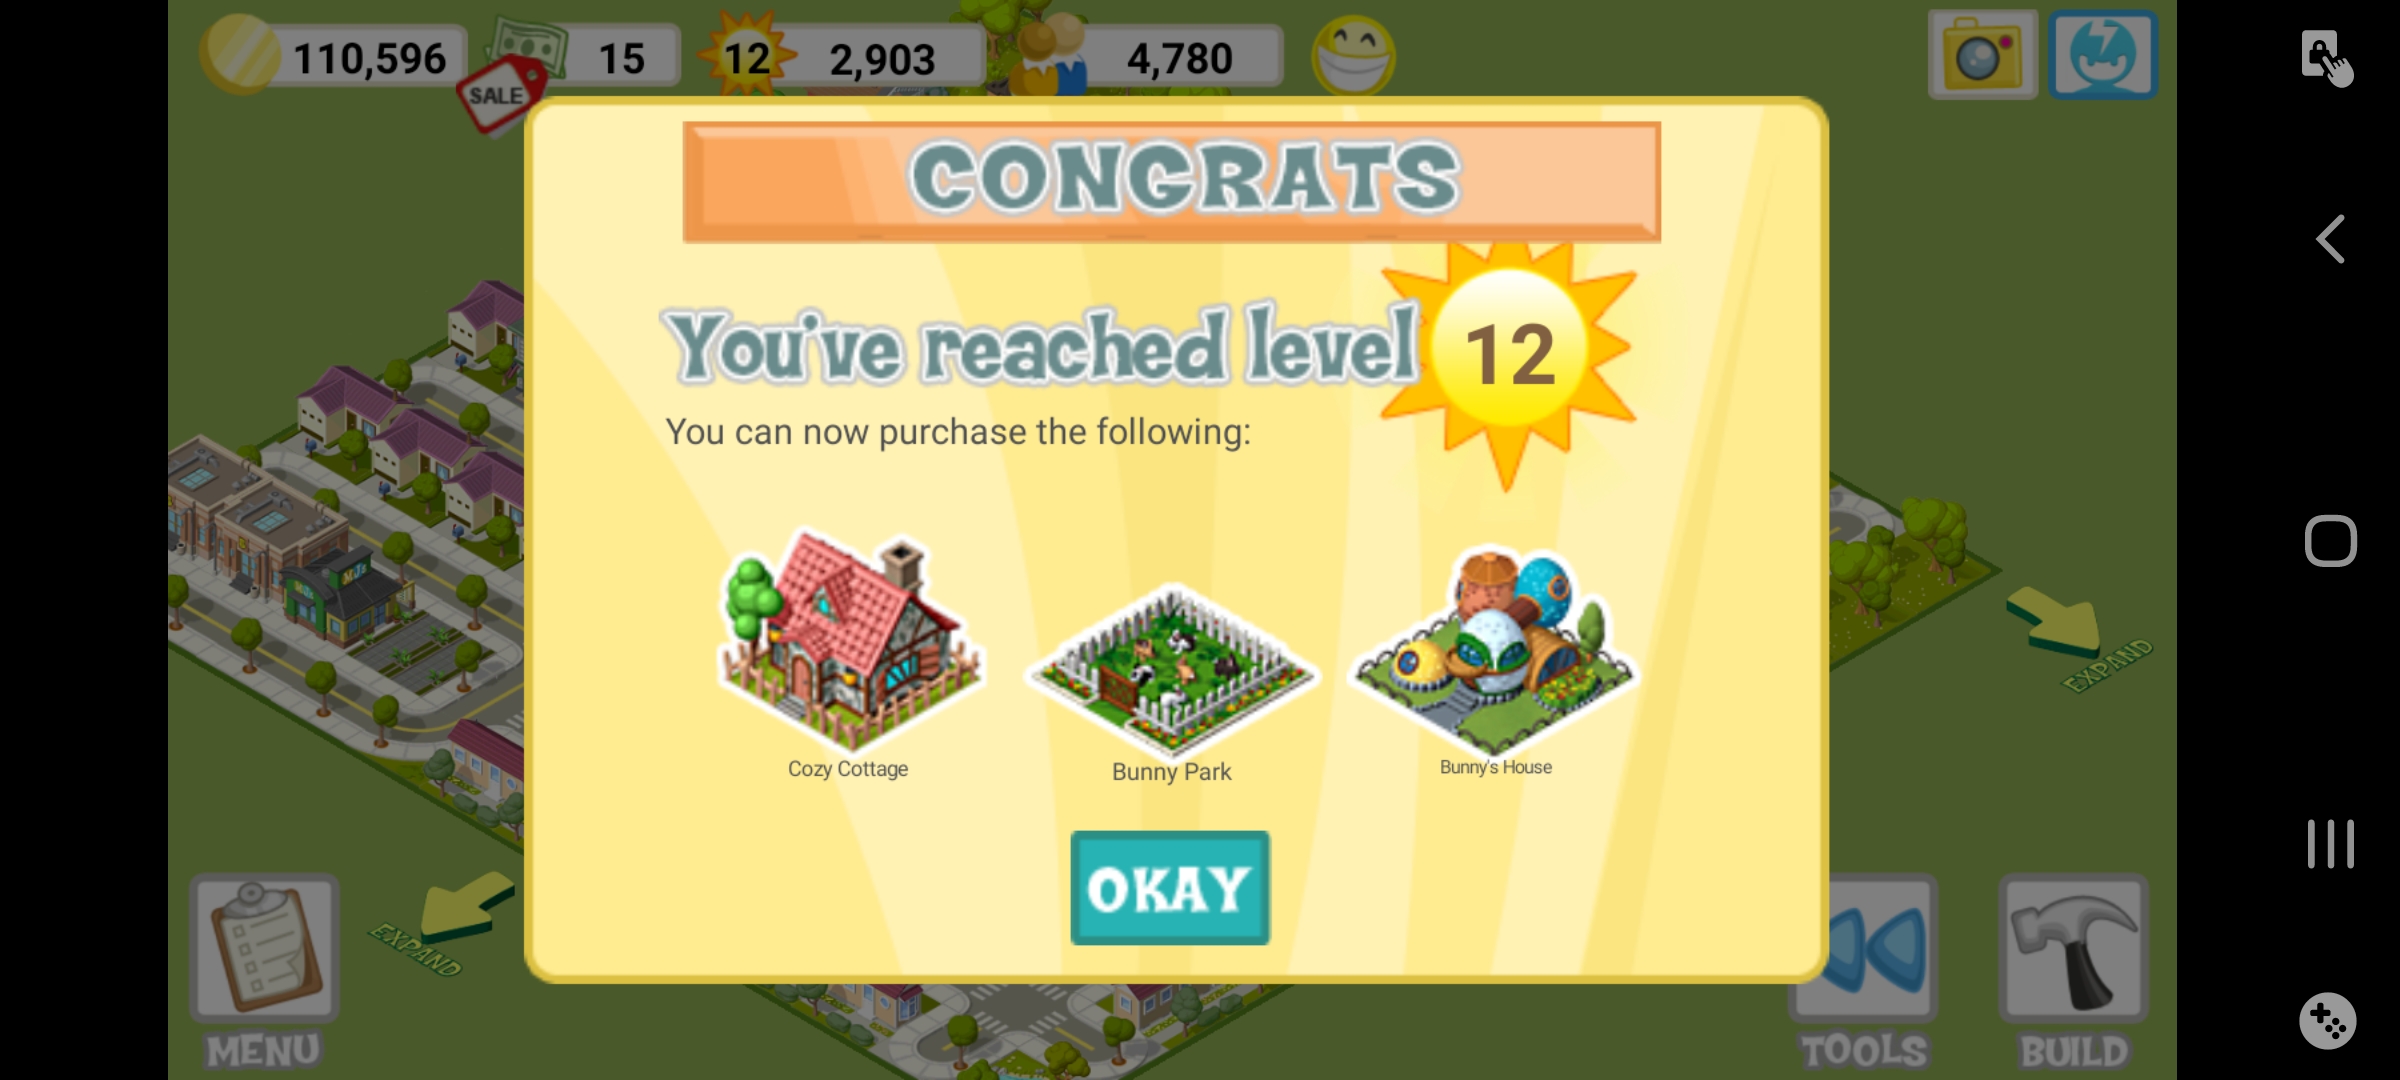 110,596
15
12
2,903
4,780
SALE
CONGRATS
You've reached level
12
You can now purchase the following:
MJs
Cozy Cottage
Bunny Park
Bunny's House
OKAY
EXPAND
EXPAND
MENU
TOOLS
BUILD